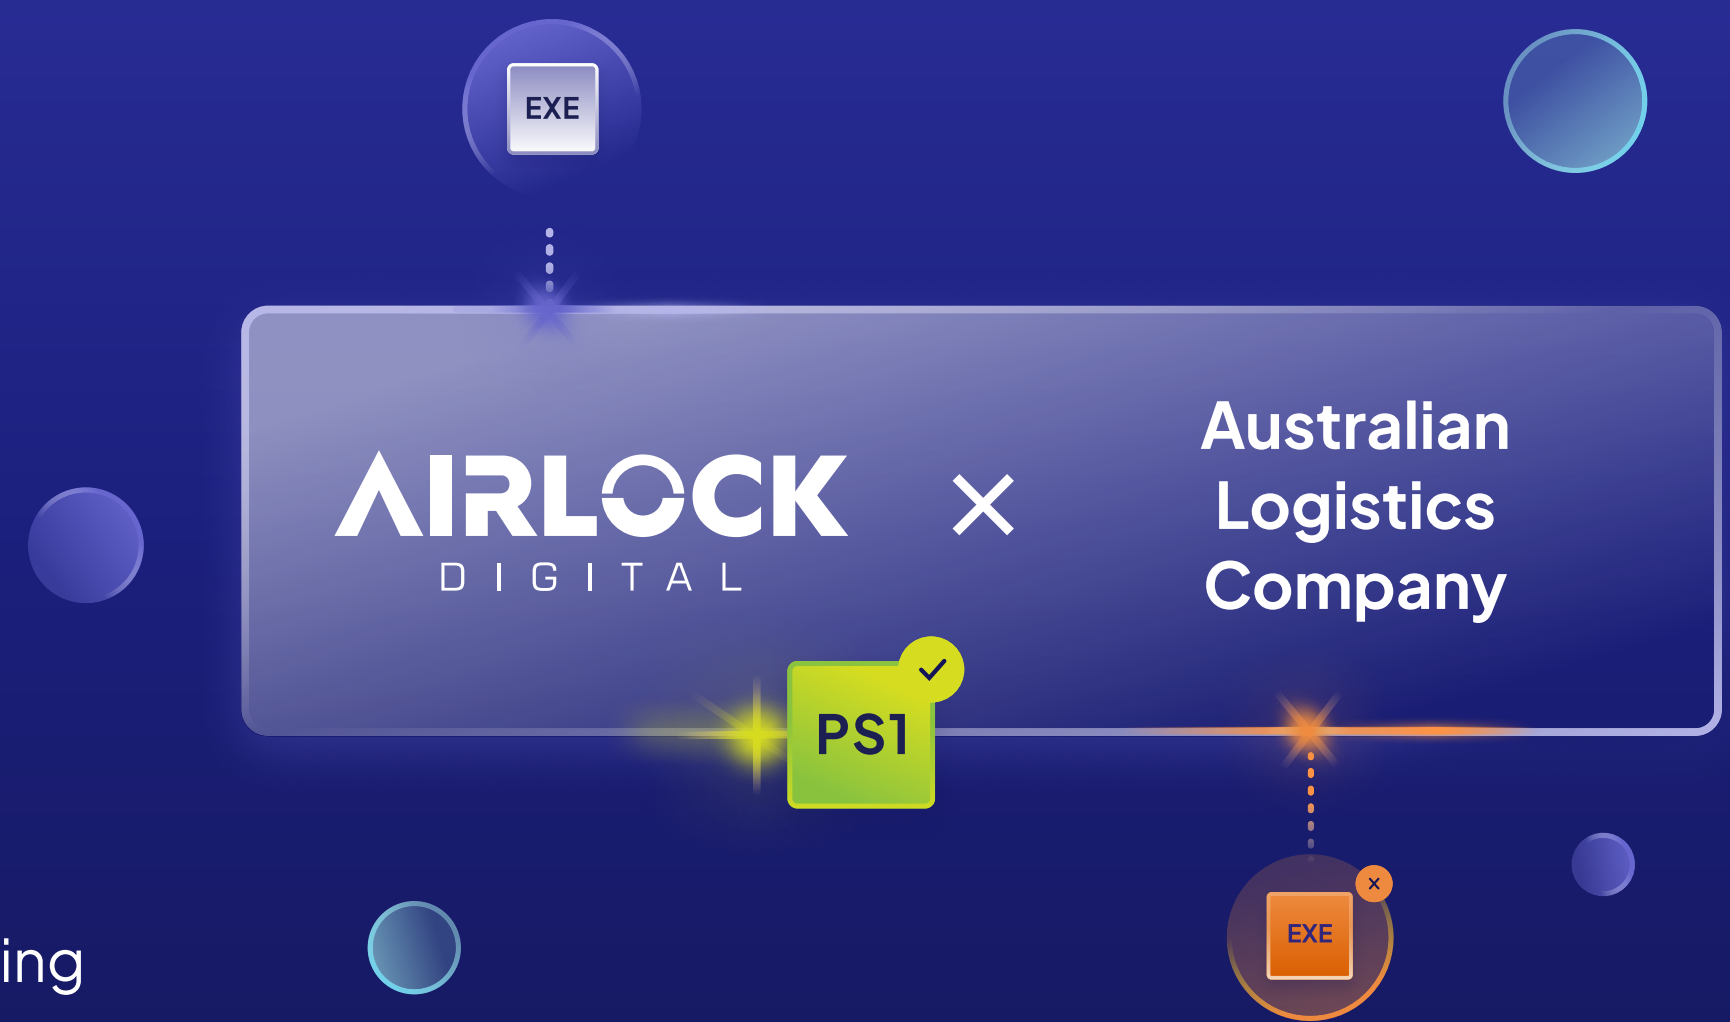 EXE
AIRLOCK
DIGITAL
×
Australian
Logistics
Company
PS1
EXE
ing